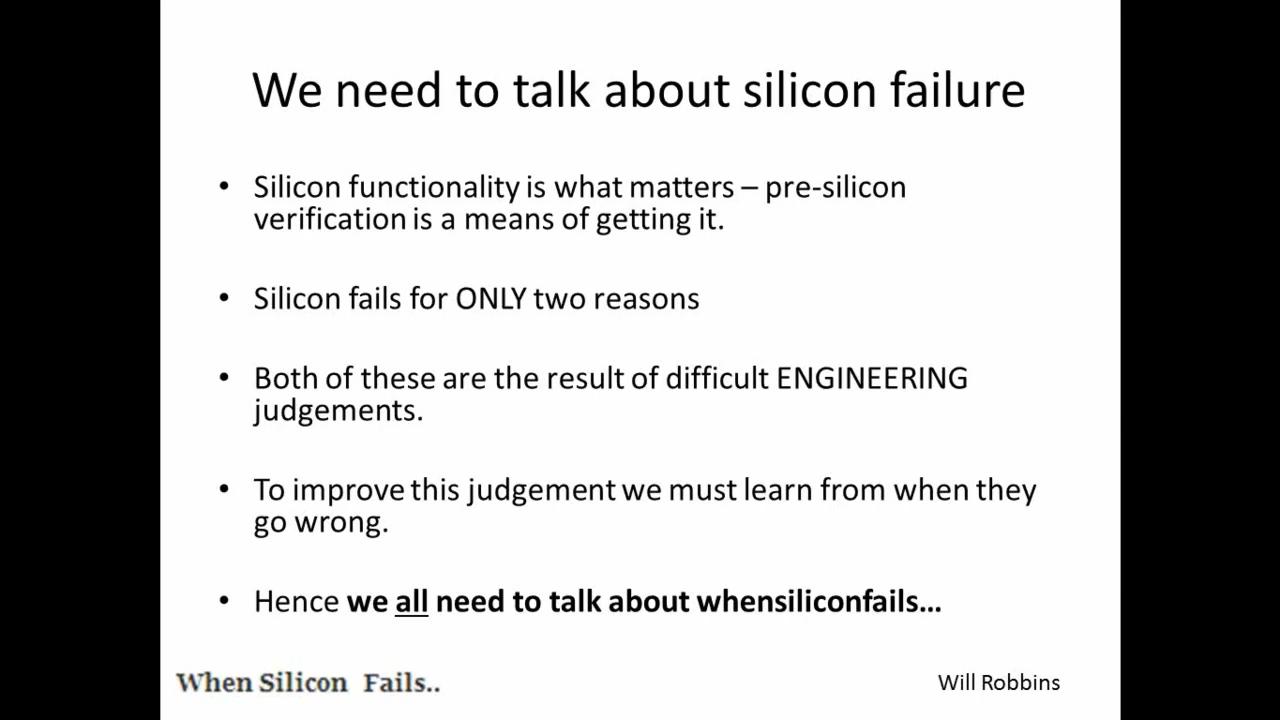 We need to talk about silicon failure
• Silicon functionality is what matters – pre-silicon
verification is a means of getting it.
• Silicon fails for ONLY two reasons
• Both of these are the result of difficult ENGINEERING
judgements.
• To improve this judgement we must learn from when they
go wrong.
• Hence we all need to talk about whensiliconfails…
When Silicon Fails..
Will Robbins